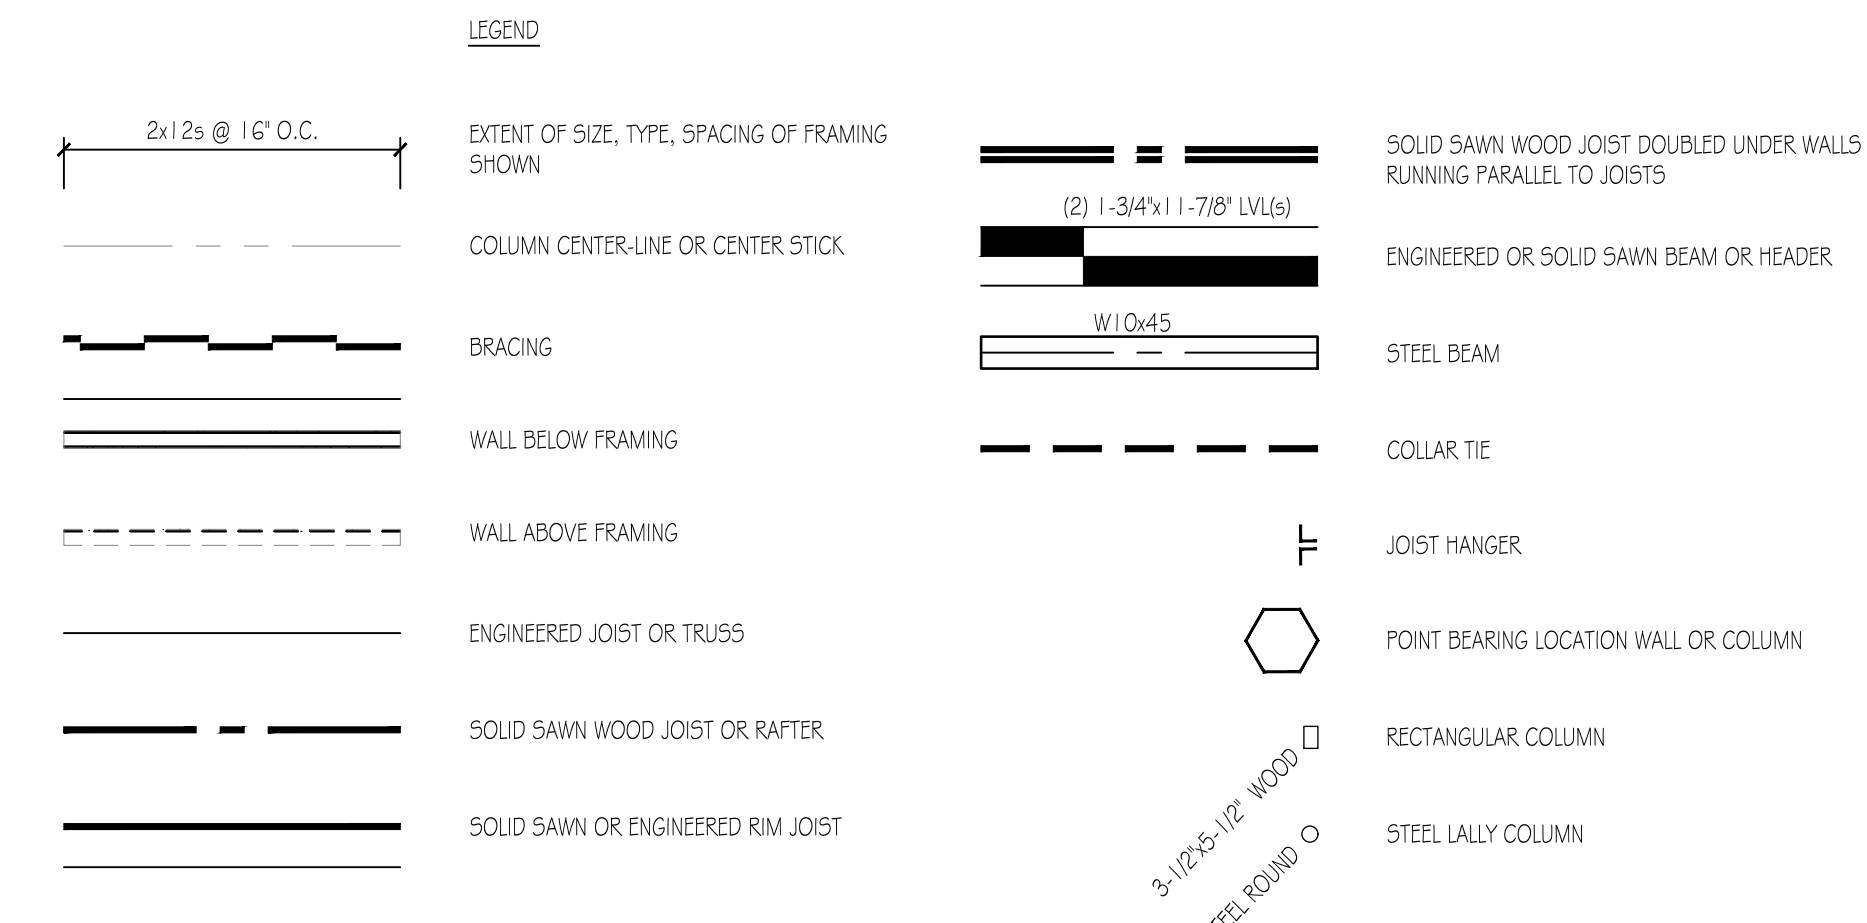 LEGEND
2x12s @ 16" O.C.
EXTENT OF SIZE, TYPE, SPACING OF FRAMING
SHOWN
COLUMN CENTER-LINE OR CENTER STICK
BRACING
WALL BELOW FRAMING
WALL ABOVE FRAMING
ENGINEERED JOIST OR TRUSS
SOLID SAWN WOOD JOIST OR RAFTER
SOLID SAWN OR ENGINEERED RIM JOIST
SOLID SAWN WOOD JOIST DOUBLED UNDER WALLS
RUNNING PARALLEL TO JOISTS
(2) 1-3/4"x11-7/8" LVL(s)
ENGINEERED OR SOLID SAWN BEAM OR HEADER
W10x45
STEEL BEAM
COLLAR TIE
JOIST HANGER
POINT BEARING LOCATION WALL OR COLUMN
3-1/2"x5-1/2" WOOD
RECTANGULAR COLUMN
ROUND
STEEL LALLY COLUMN